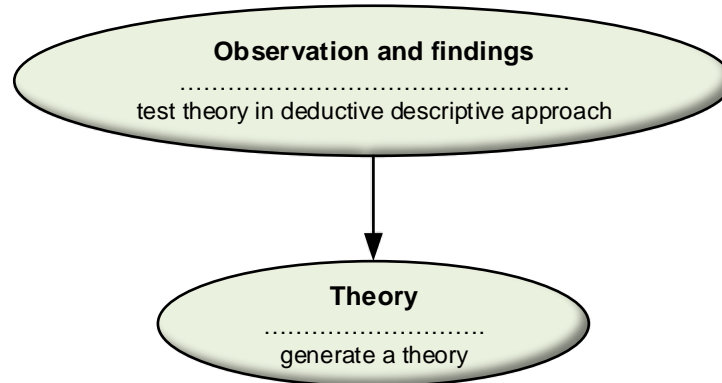 Observation and findings
……………………………………………
test theory in deductive descriptive approach
Theory
……………………….
generate a theory